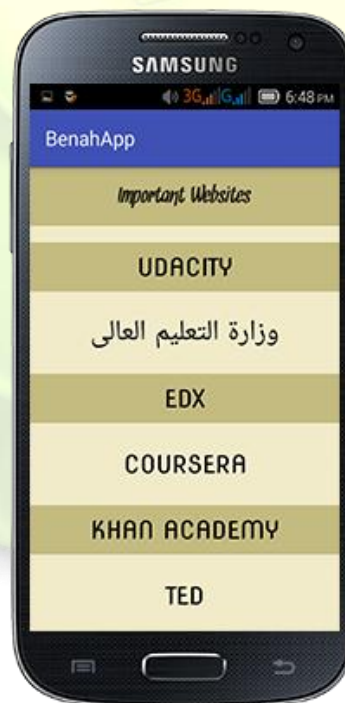 SAMSUNG
3G G 6:48 PM
BenahApp
Important Websites
UDACITY
وزارة التعليم العالى
EDX
COURSERA
KHAN ACADEMY
TED